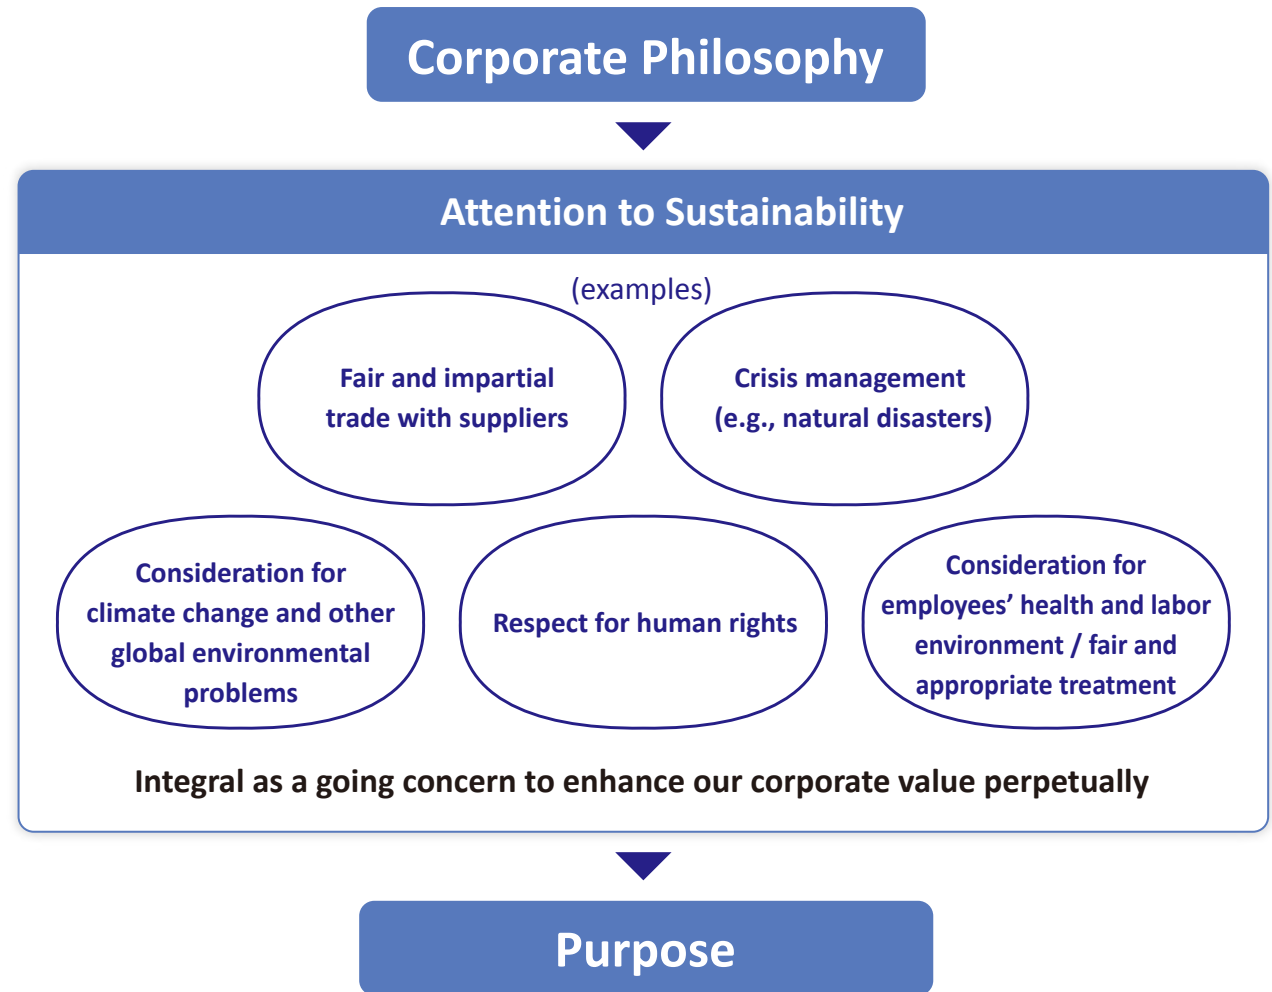 Corporate Philosophy
Attention to Sustainability
(examples)
Fair and impartial
trade with suppliers
Crisis management
(e.g., natural disasters)
Consideration for
climate change and other
global environmental
problems
Respect for human rights
Consideration for
employees’ health and labor
environment / fair and
appropriate treatment
Integral as a going concern to enhance our corporate value perpetually
Purpose